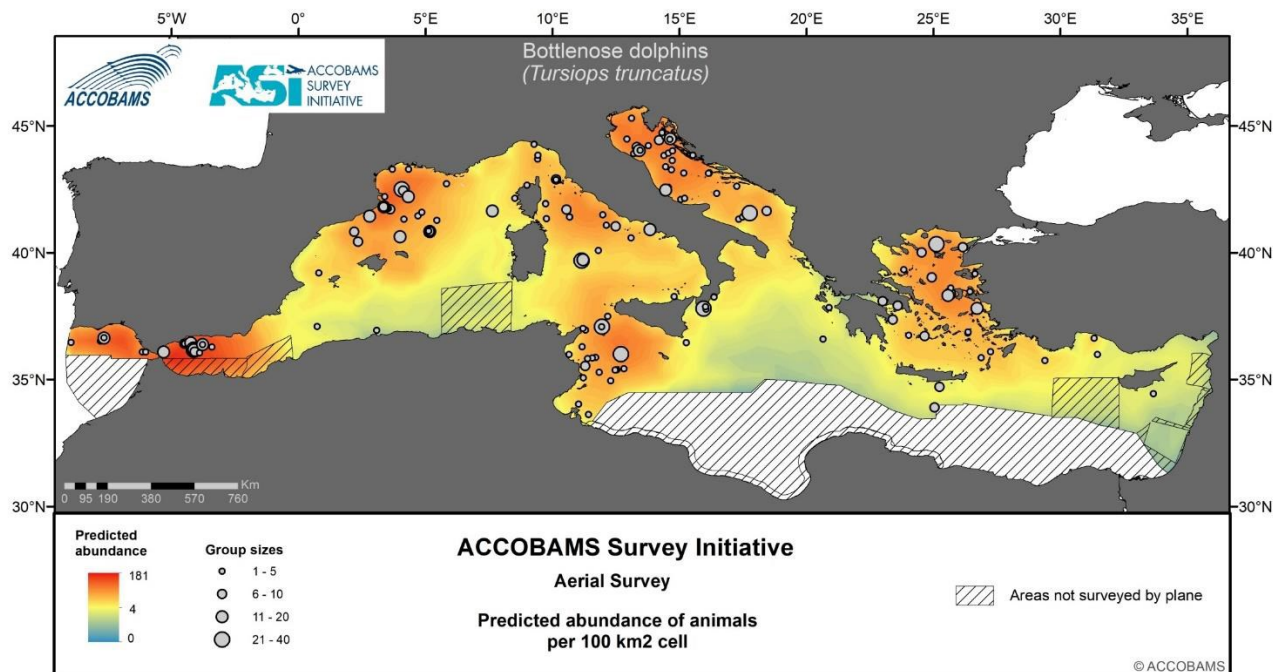 5°W 0° 5°E 10°E 15°E 20°E 25°E 30°E 35°E
Bottlenose dolphins
(Tursiops truncatus)
ACCOBAMS
ASI
ACCOBAMS
SURVEY
INITIATIVE
45°N 45°N
40°N 40°N
35°N 35°N
30°N 30°N
Km
0 95 190 380 570 760
Predicted
abundance
181
4
0
Group sizes
1 - 5
6 - 10
11 - 20
21 - 40
ACCOBAMS Survey Initiative
Aerial Survey
Predicted abundance of animals
per 100 km2 cell
Areas not surveyed by plane
© ACCOBAMS